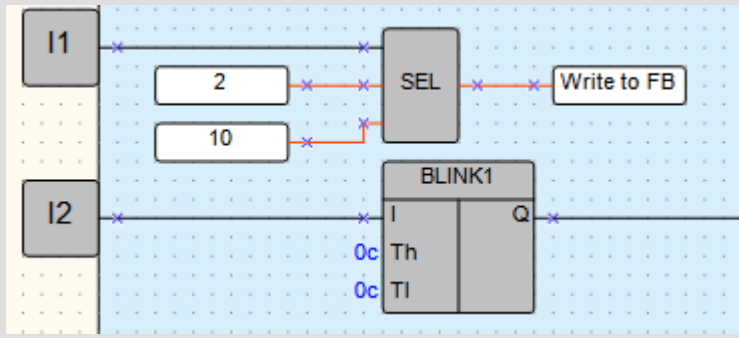 I1
2
SEL
Write to FB
10
BLINK1
I2
I
Q
0c Th
0c Tl